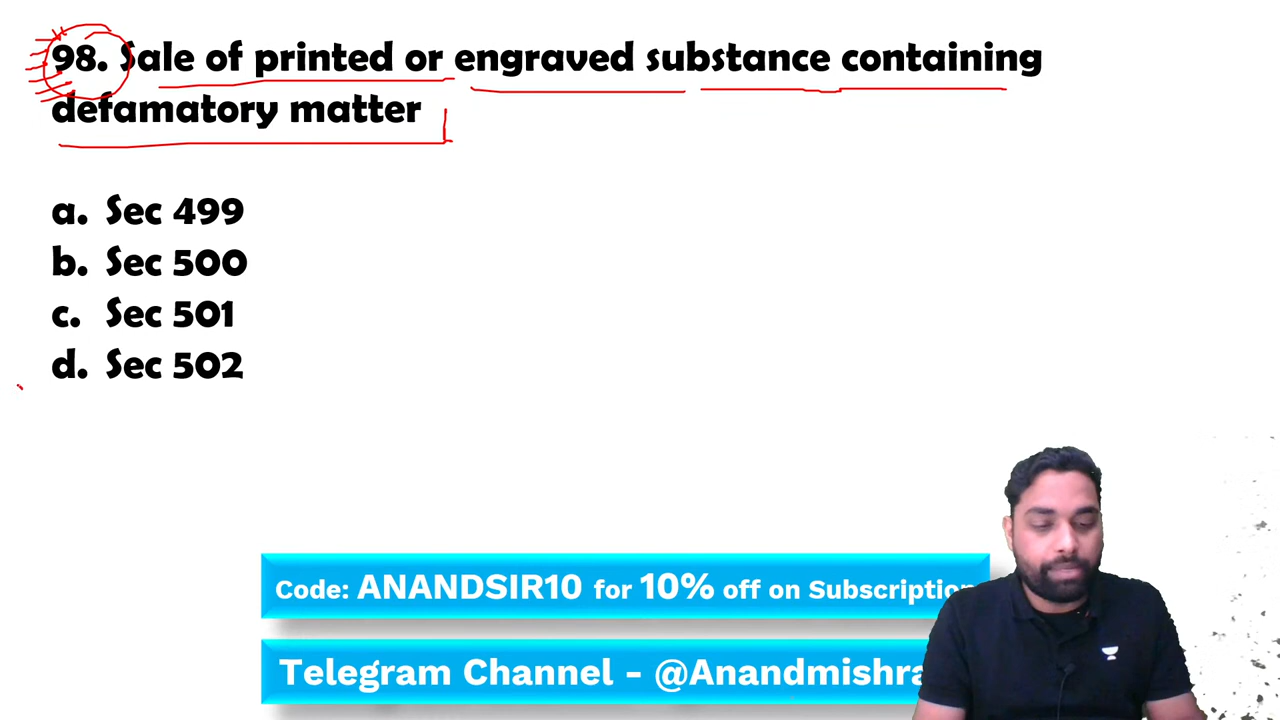 98. Sale of printed or engraved substance containing
defamatory matter
a. Sec 499
b. Sec 500
c. Sec 501
d. Sec 502
Code: ANANDSIR10 for 10% off on Subscription
Telegram Channel - @Anandmishra